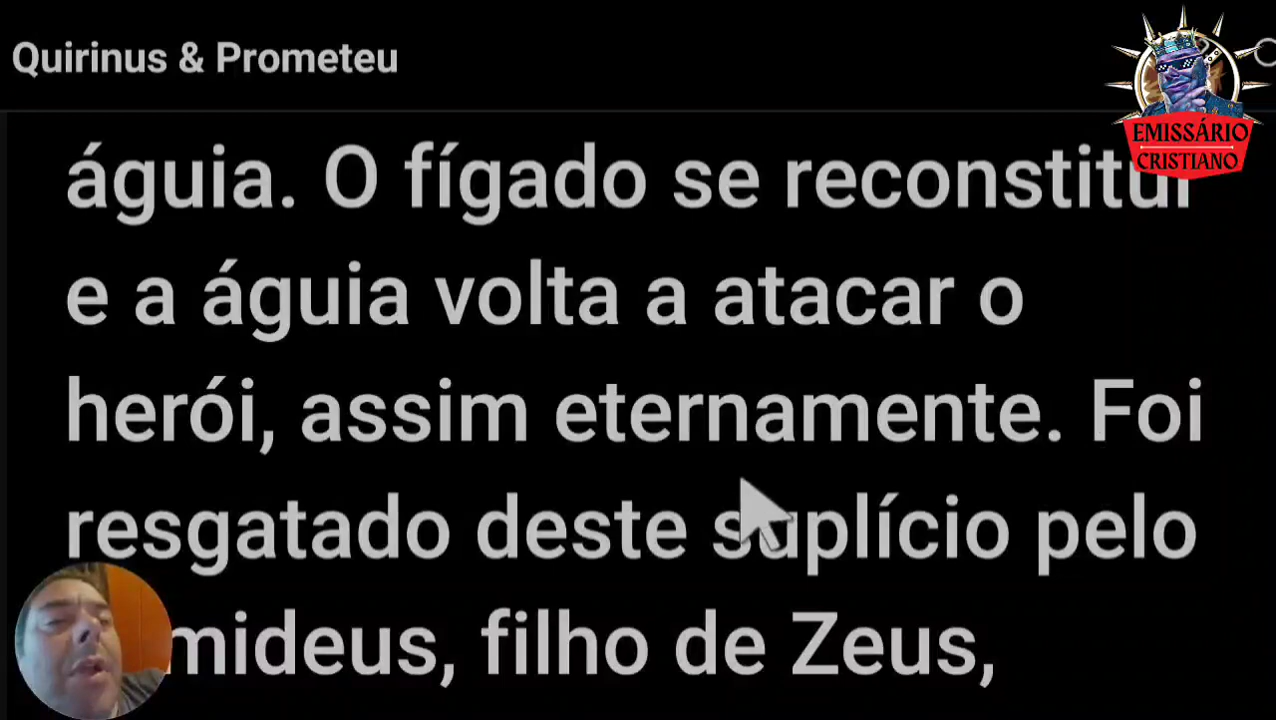 Quirinus & Prometeu
EMISSÁRIO
CRISTIANO
águia. O fígado se reconstitui
e a águia volta a atacar o
herói, assim eternamente. Foi
resgatado deste suplício pelo
mideus, filho de Zeus,